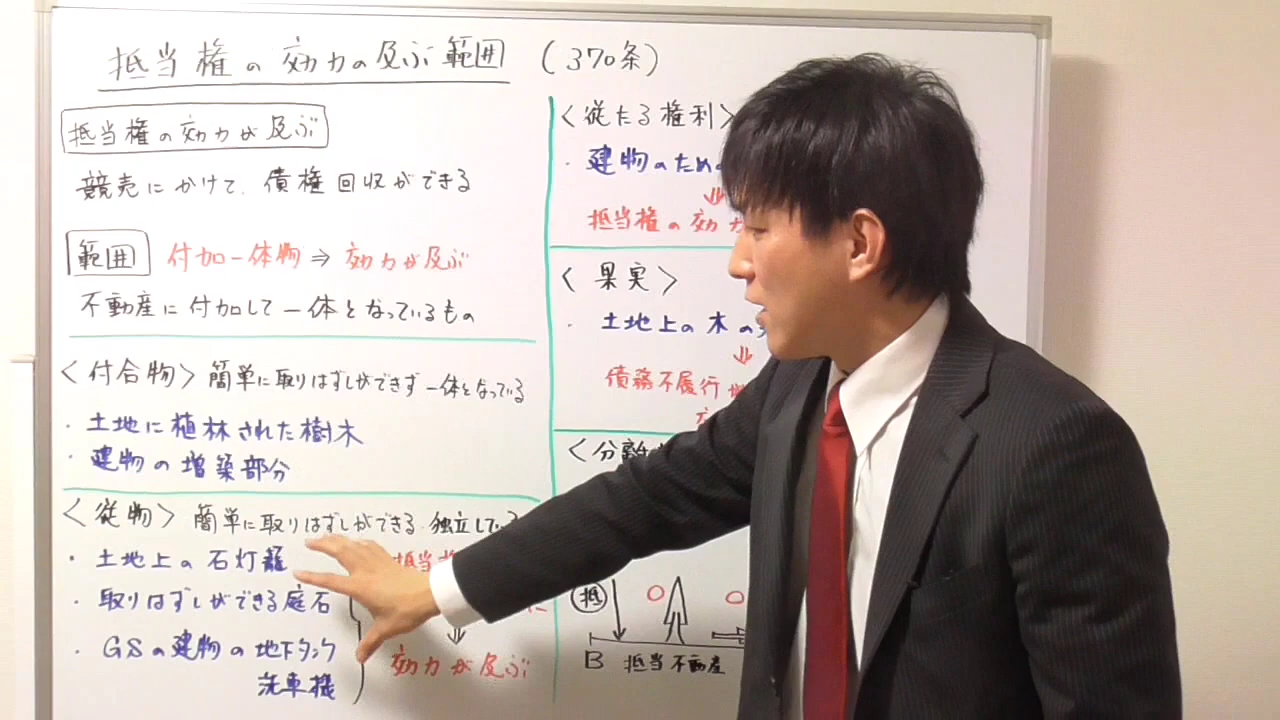 抵当権の効力の及ぶ範囲 (370条)
抵当権の効力が及ぶ
競売にかけて、債権回収ができる
範囲 付加一体物⇒効力が及ぶ
不動産に付加して一体となっているもの
<付合物> 簡単に取りはずしができず一体となっている
・土地に植林された樹木
・建物の増築部分
<従物> 簡単に取りはずしができる・独立している
・土地上の石灯籠
・取りはずしができる庭石
・GSの建物の地下タンク
洗車機
抵当
に
⇓
効力が及ぶ
<従たる権利>
・建物のため
⇓
抵当権の効力
<果実>
・土地上の木の
⇓
債務不履行
<分離
抵
B 抵当不動産